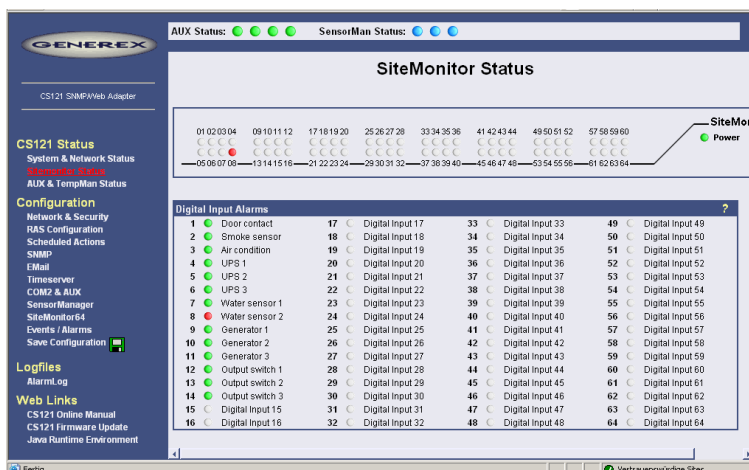 GENEREX
CS121 SNMP/Web Adapter
CS121 Status
System & Network Status
AUX & TempMan Status
Configuration
Network & Security
RAS Configuration
Scheduled Actions
SNMP
EMail
Timeserver
COM2 & AUX
SensorManager
SiteMonitor64
Events / Alarms
Save Configuration
Logfiles
AlarmLog
Web Links
CS121 Online Manual
CS121 Firmware Update
Java Runtime Environment
AUX Status: SensorMan Status:
SiteMonitor Status
01 02 03 04 09 10 11 12 17 18 19 20 25 26 27 28 33 34 35 36 41 42 43 44 49 50 51 52 57 58 59 60
SiteMo
Power
05 06 07 08 13 14 15 16 21 22 23 24 29 30 31 32 37 38 39 40 45 46 47 48 53 54 55 56 61 62 63 64
Digital Input Alarms ?
1 Door contact 17 Digital Input 17 33 Digital Input 33 49 Digital Input 49
2 Smoke sensor 18 Digital Input 18 34 Digital Input 34 50 Digital Input 50
3 Air condition 19 Digital Input 19 35 Digital Input 35 51 Digital Input 51
4 UPS 1 20 Digital Input 20 36 Digital Input 36 52 Digital Input 52
5 UPS 2 21 Digital Input 21 37 Digital Input 37 53 Digital Input 53
6 UPS 3 22 Digital Input 22 38 Digital Input 38 54 Digital Input 54
7 Water sensor 1 23 Digital Input 23 39 Digital Input 39 55 Digital Input 55
8 Water sensor 2 24 Digital Input 24 40 Digital Input 40 56 Digital Input 56
9 Generator 1 25 Digital Input 25 41 Digital Input 41 57 Digital Input 57
10 Generator 2 26 Digital Input 26 42 Digital Input 42 58 Digital Input 58
11 Generator 3 27 Digital Input 27 43 Digital Input 43 59 Digital Input 59
12 Output switch 1 28 Digital Input 28 44 Digital Input 44 60 Digital Input 60
13 Output switch 2 29 Digital Input 29 45 Digital Input 45 61 Digital Input 61
14 Output switch 3 30 Digital Input 30 46 Digital Input 46 62 Digital Input 62
15 Digital Input 15 31 Digital Input 31 47 Digital Input 47 63 Digital Input 63
16 Digital Input 16 32 Digital Input 32 48 Digital Input 48 64 Digital Input 64
Fertig Vertrauenswürdige Sites